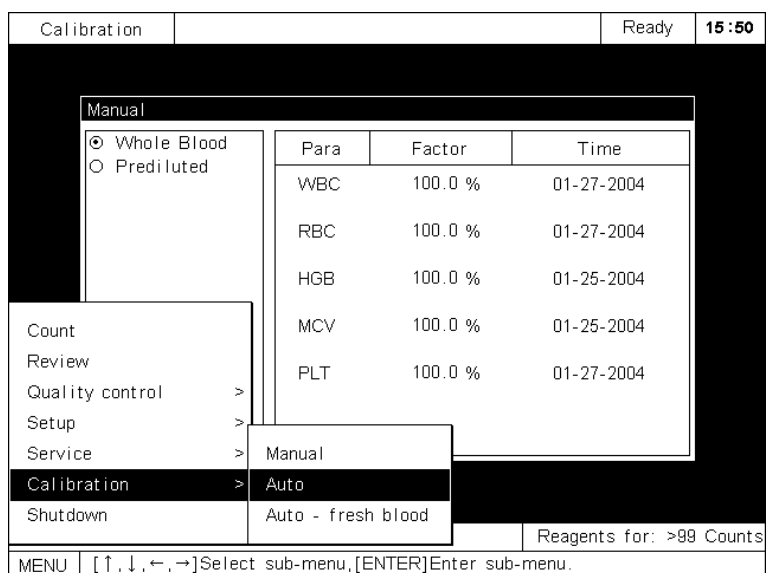 Calibration Ready 15:50
Manual
Whole Blood
Prediluted
Para Factor Time
WBC 100.0 % 01-27-2004
RBC 100.0 % 01-27-2004
HGB 100.0 % 01-25-2004
MCV 100.0 % 01-25-2004
PLT 100.0 % 01-27-2004
Count
Review
Quality control >
Setup >
Service >
Calibration >
Shutdown
Manual
Auto
Auto - fresh blood
Reagents for: >99 Counts
MENU [↑,↓,←,→]Select sub-menu,[ENTER]Enter sub-menu.